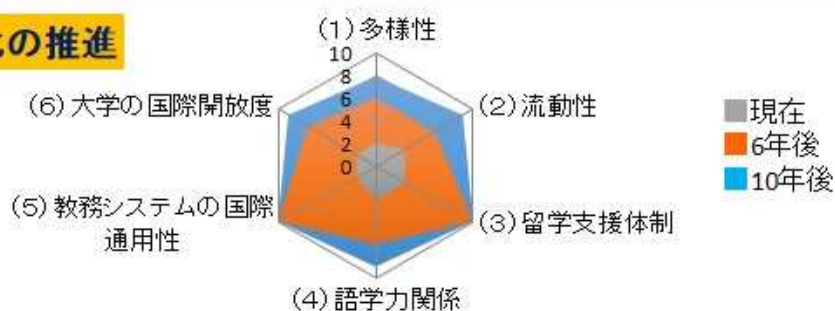 の推進
(1)多様性
10
8
6
4
2
0
(6)大学の国際開放度
(2)流動性
(5)教務システムの国際
通用性
(3)留学支援体制
(4)語学力関係
現在
6年後
10年後